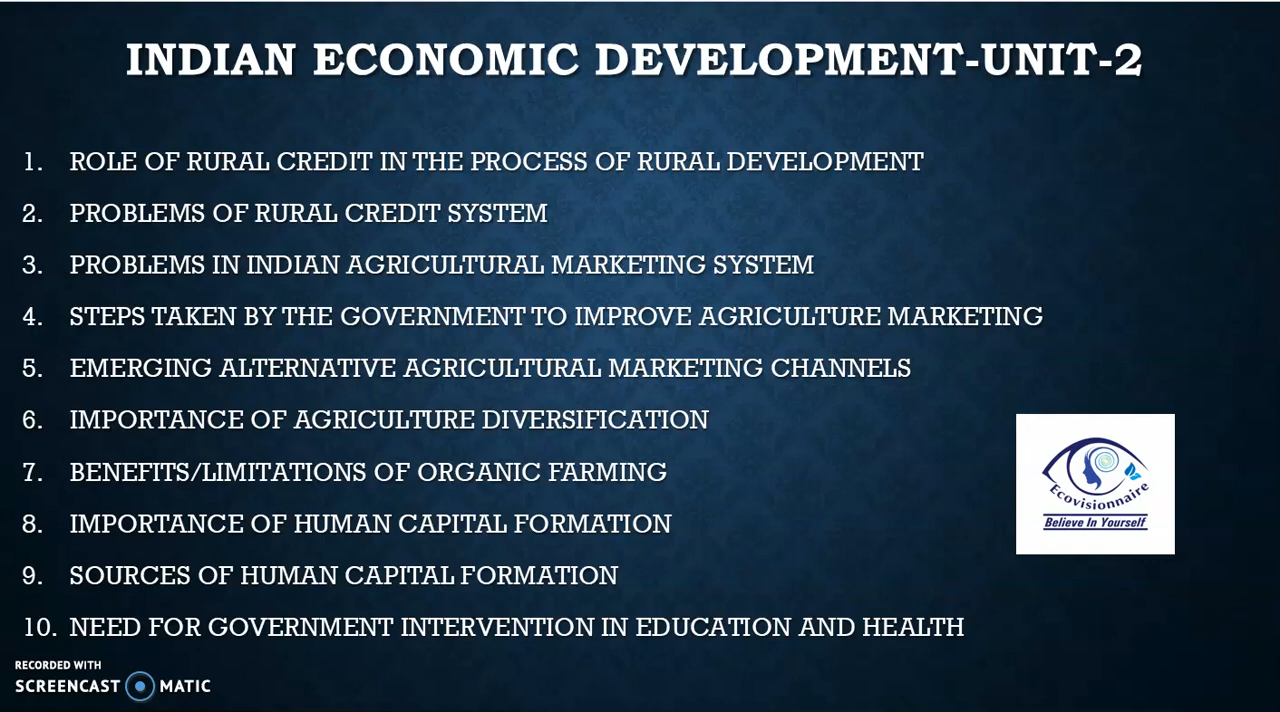 INDIAN ECONOMIC DEVELOPMENT-UNIT-2
1. ROLE OF RURAL CREDIT IN THE PROCESS OF RURAL DEVELOPMENT
2. PROBLEMS OF RURAL CREDIT SYSTEM
3. PROBLEMS IN INDIAN AGRICULTURAL MARKETING SYSTEM
4. STEPS TAKEN BY THE GOVERNMENT TO IMPROVE AGRICULTURE MARKETING
5. EMERGING ALTERNATIVE AGRICULTURAL MARKETING CHANNELS
6. IMPORTANCE OF AGRICULTURE DIVERSIFICATION
7. BENEFITS/LIMITATIONS OF ORGANIC FARMING
8. IMPORTANCE OF HUMAN CAPITAL FORMATION
9. SOURCES OF HUMAN CAPITAL FORMATION
10. NEED FOR GOVERNMENT INTERVENTION IN EDUCATION AND HEALTH
Ecovisionnaire
Believe In Yourself
RECORDED WITH
SCREENCAST MATIC